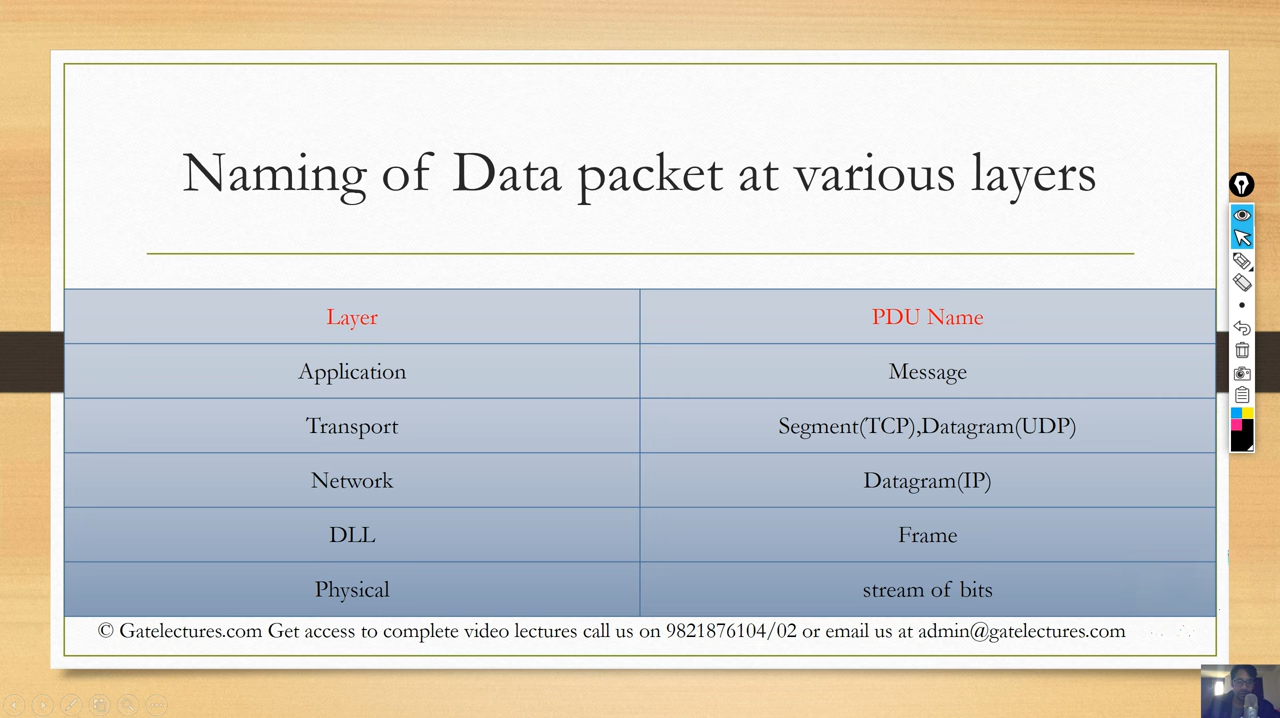 Naming of Data packet at various layers
Layer PDU Name
Application Message
Transport Segment(TCP),Datagram(UDP)
Network Datagram(IP)
DLL Frame
Physical stream of bits
© Gatelectures.com Get access to complete video lectures call us on 9821876104/02 or email us at admin@gatelectures.com